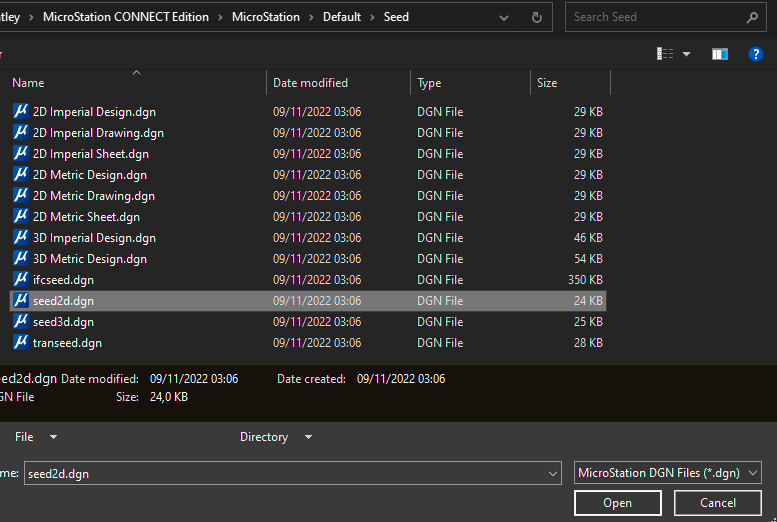 tley > MicroStation CONNECT Edition > MicroStation > Default > Seed Search Seed
Name Date modified Type Size
2D Imperial Design.dgn 09/11/2022 03:06 DGN File 29 KB
2D Imperial Drawing.dgn 09/11/2022 03:06 DGN File 29 KB
2D Imperial Sheet.dgn 09/11/2022 03:06 DGN File 29 KB
2D Metric Design.dgn 09/11/2022 03:06 DGN File 29 KB
2D Metric Drawing.dgn 09/11/2022 03:06 DGN File 29 KB
2D Metric Sheet.dgn 09/11/2022 03:06 DGN File 29 KB
3D Imperial Design.dgn 09/11/2022 03:06 DGN File 46 KB
3D Metric Design.dgn 09/11/2022 03:06 DGN File 54 KB
ifcseed.dgn 09/11/2022 03:06 DGN File 350 KB
seed2d.dgn 09/11/2022 03:06 DGN File 24 KB
seed3d.dgn 09/11/2022 03:06 DGN File 25 KB
transeed.dgn 09/11/2022 03:06 DGN File 28 KB
eed2d.dgn Date modified: 09/11/2022 03:06 Date created: 09/11/2022 03:06
GN File Size: 24,0 KB
File Directory
me: seed2d.dgn MicroStation DGN Files (*.dgn)
Open Cancel